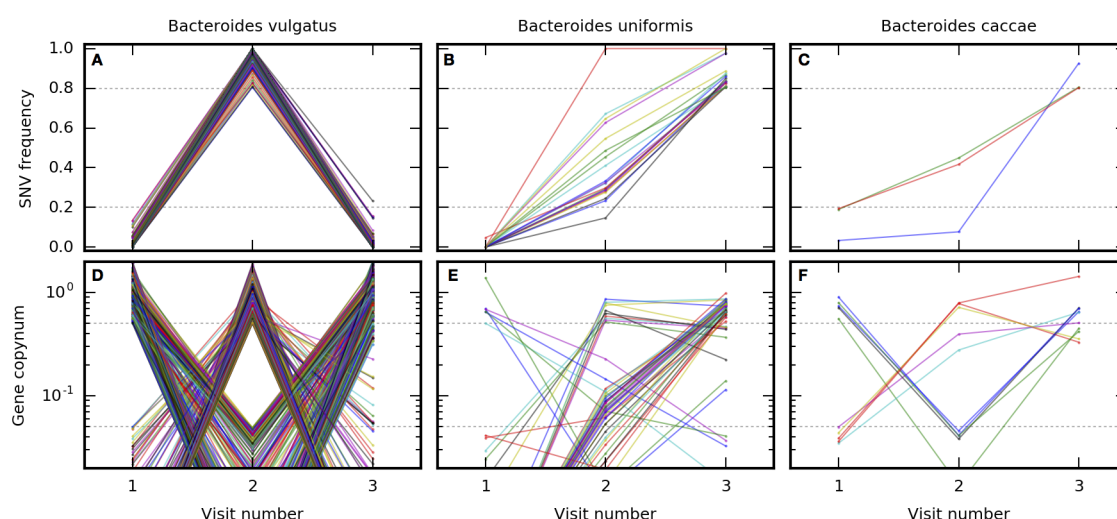 Bacteroides vulgatus Bacteroides uniformis Bacteroides caccae
A B C
SNV frequency
1.0
0.8
0.6
0.4
0.2
0.0
D E F
Gene copynum
10⁰
10⁻¹
1 2 3 1 2 3 1 2 3
Visit number Visit number Visit number